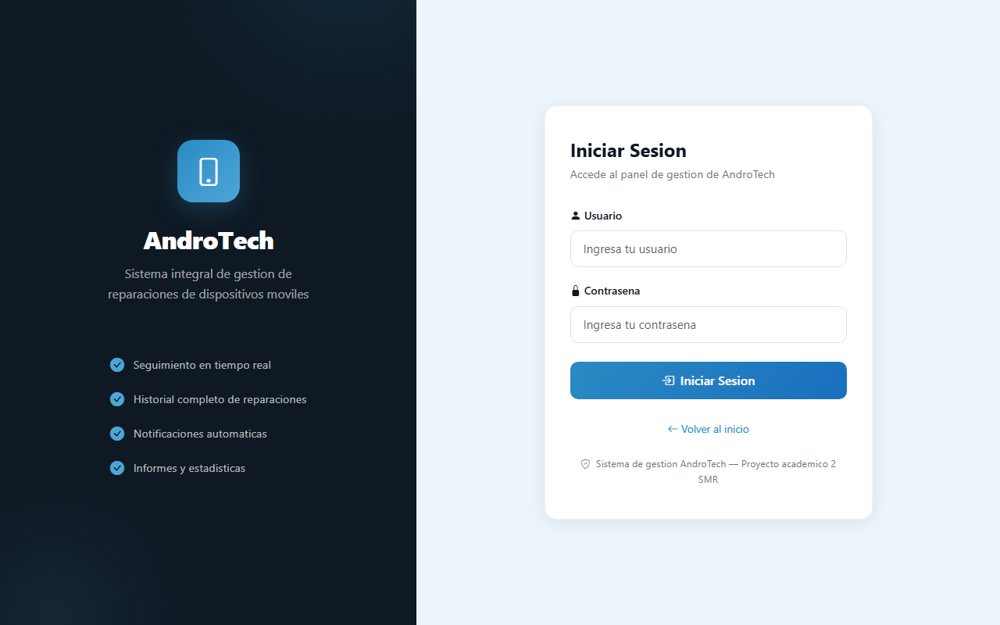 AndroTech
Sistema integral de gestion de
reparaciones de dispositivos moviles
Seguimiento en tiempo real
Historial completo de reparaciones
Notificaciones automaticas
Informes y estadisticas
Iniciar Sesion
Accede al panel de gestion de AndroTech
Usuario
Ingresa tu usuario
Contrasena
Ingresa tu contrasena
Iniciar Sesion
Volver al inicio
Sistema de gestion AndroTech — Proyecto academico 2
SMR